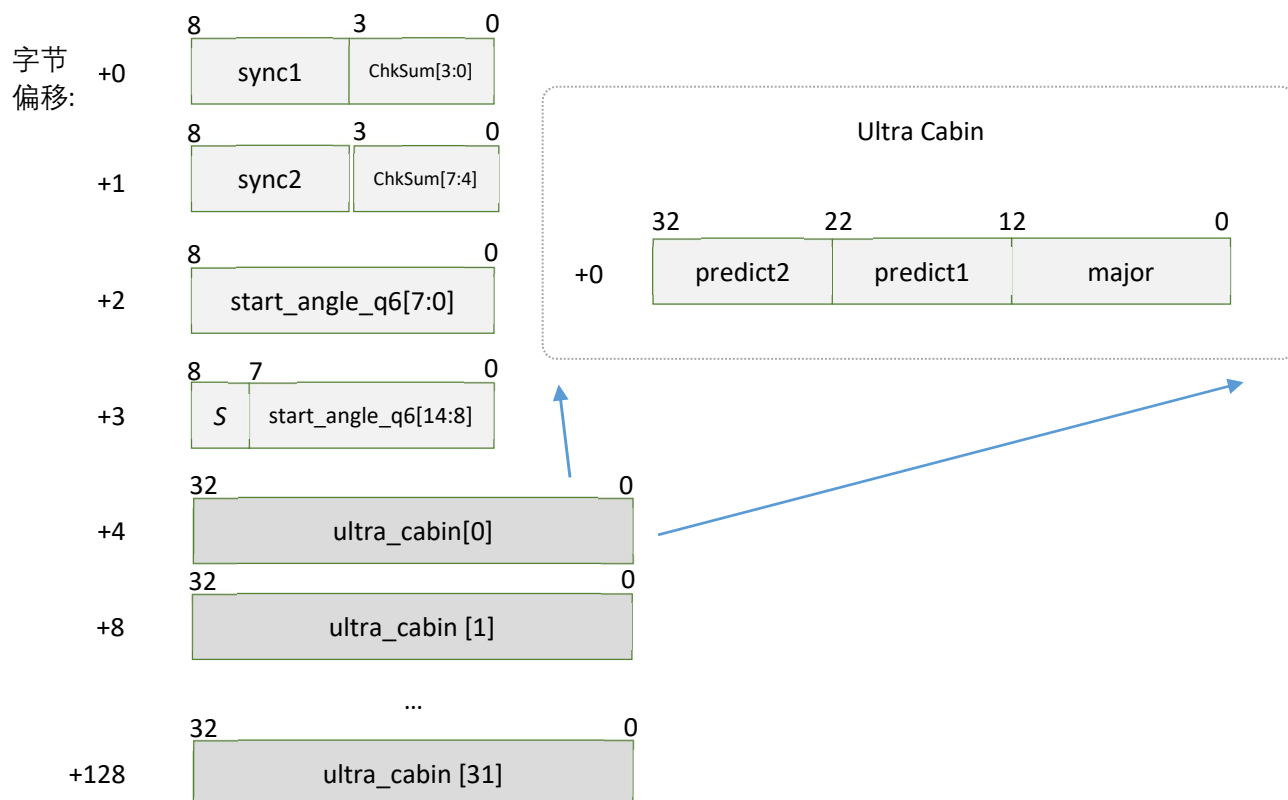 8 3 0
字节
偏移:
+0 sync1 ChkSum[3:0]
8 3 0
+1 sync2 ChkSum[7:4]
8 0
+2 start_angle_q6[7:0]
8 7 0
+3 S start_angle_q6[14:8]
32 0
+4 ultra_cabin[0]
32 0
+8 ultra_cabin [1]
...
32 0
+128 ultra_cabin [31]
Ultra Cabin
32 22 12 0
+0 predict2 predict1 major